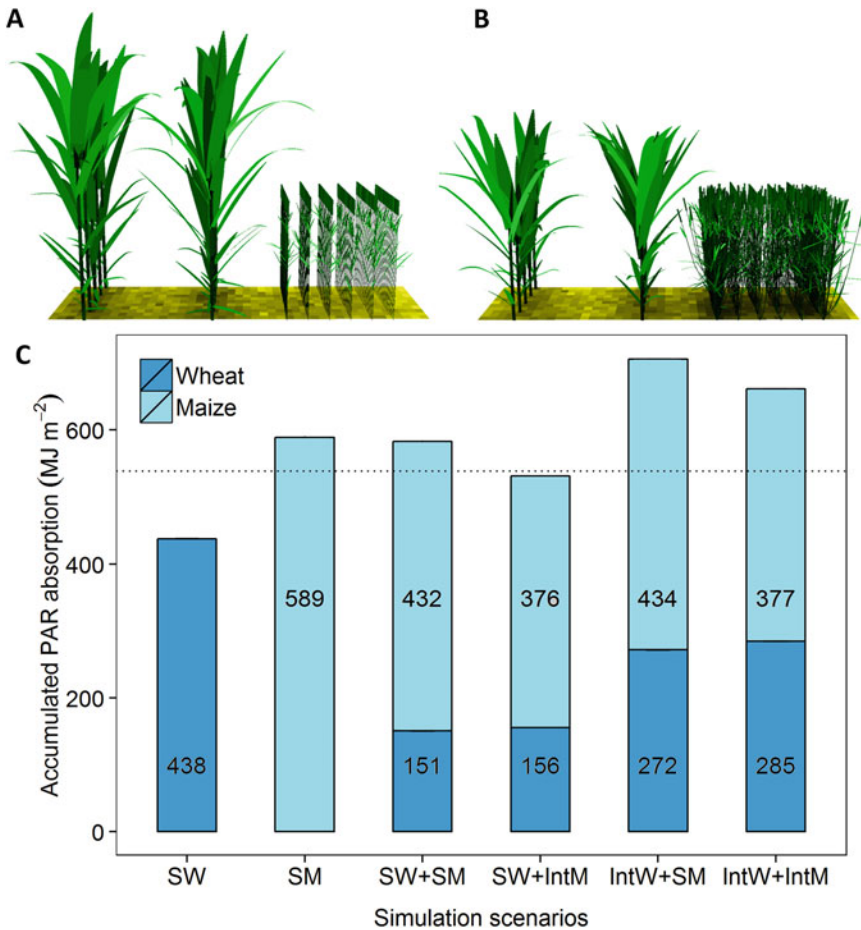 A
B
C
Wheat
Maize
Accumulated PAR absorption (MJ m⁻²)
600
400
200
0
438
589
432
151
376
156
434
272
377
285
SW
SM
SW+SM
SW+IntM
IntW+SM
IntW+IntM
Simulation scenarios